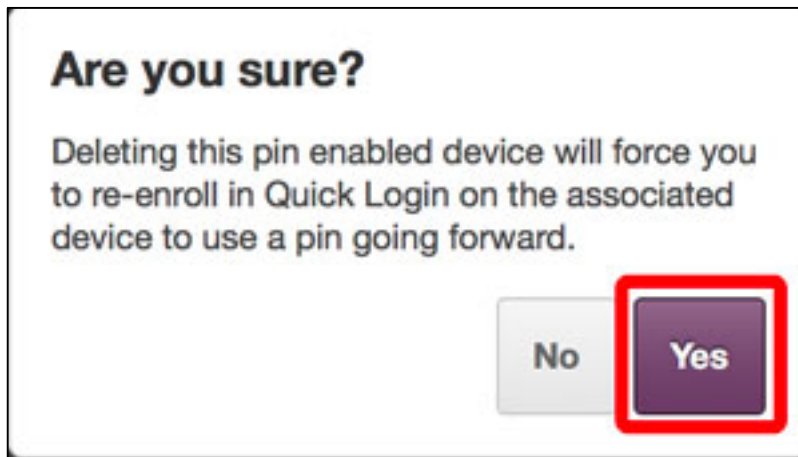 Are you sure?
Deleting this pin enabled device will force you
to re-enroll in Quick Login on the associated
device to use a pin going forward.
No Yes